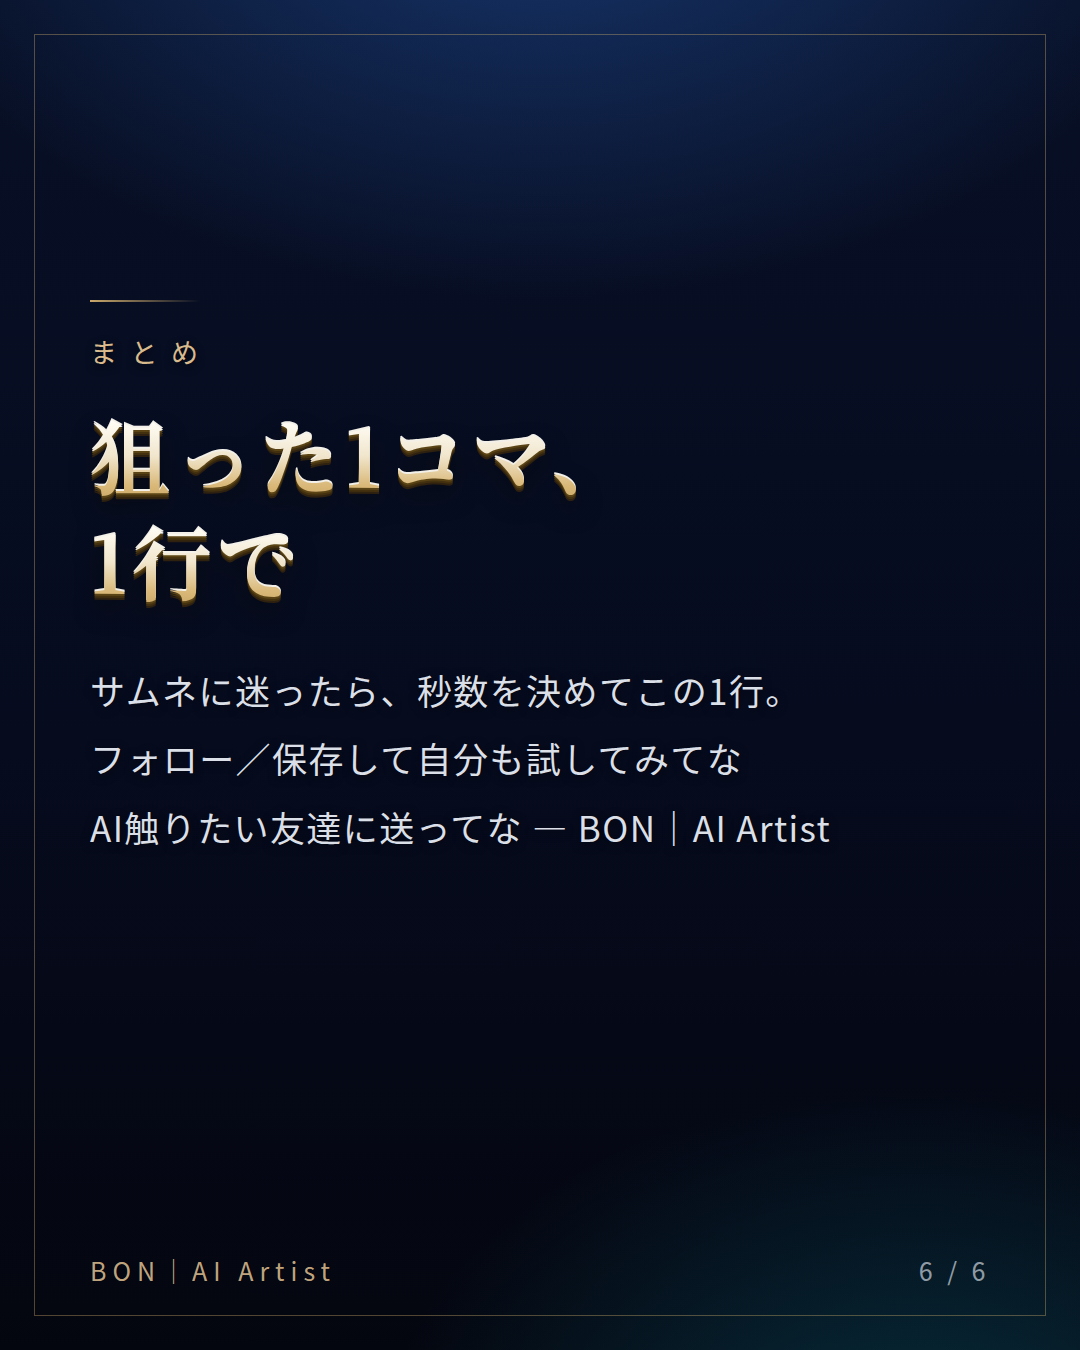 まとめ
狙った1コマ、
1行で
サムネに迷ったら、秒数を決めてこの1行。
フォロー／保存して自分も試してみてな
AI触りたい友達に送ってな — BON｜AI Artist
BON｜AI Artist
6 / 6